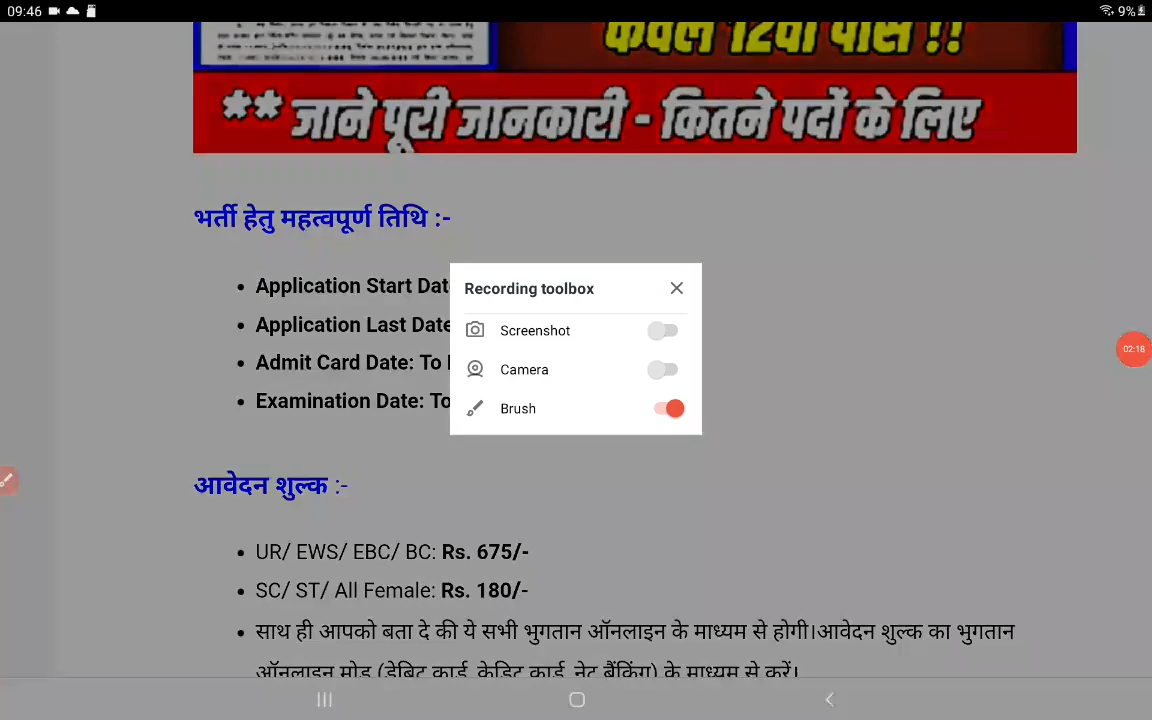 09:46
9%
केवल 12वीं पास !!
** जाने पूरी जानकारी - कितने पदों के लिए
भर्ती हेतु महत्वपूर्ण तिथि :-
Application Start Dat
Application Last Date
Admit Card Date: To
Examination Date: To
Recording toolbox
Screenshot
Camera
Brush
02:18
आवेदन शुल्क :-
UR/ EWS/ EBC/ BC: Rs. 675/-
SC/ ST/ All Female: Rs. 180/-
साथ ही आपको बता दे की ये सभी भुगतान ऑनलाइन के माध्यम से होगी।आवेदन शुल्क का भुगतान
ऑनलाइन मोड (डेबिट कार्ड, क्रेडिट कार्ड, नेट बैंकिंग) के माध्यम से करें।